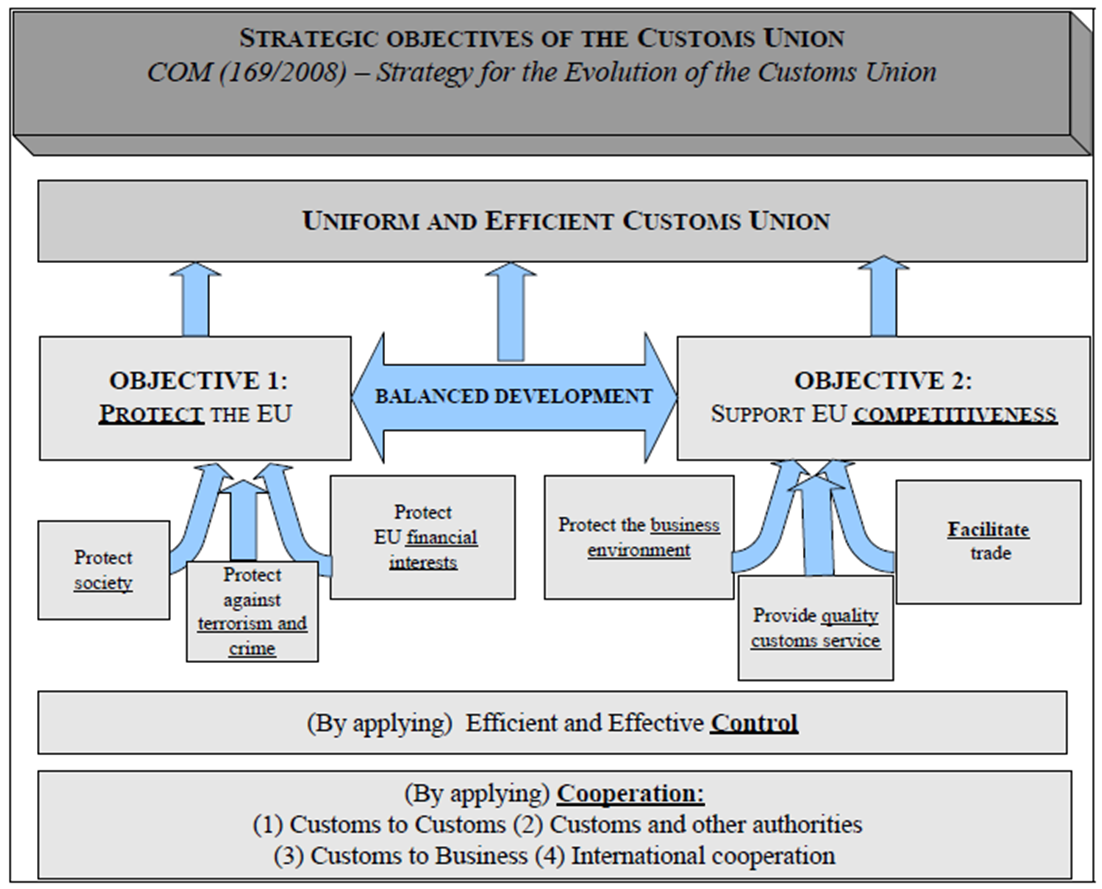 STRATEGIC OBJECTIVES OF THE CUSTOMS UNION
COM (169/2008) – Strategy for the Evolution of the Customs Union
UNIFORM AND EFFICIENT CUSTOMS UNION
OBJECTIVE 1:
PROTECT THE EU
BALANCED DEVELOPMENT
OBJECTIVE 2:
SUPPORT EU COMPETITIVENESS
Protect
society
Protect
against
terrorism and
crime
Protect
EU financial
interests
Protect the business
environment
Provide quality
customs service
Facilitate
trade
(By applying) Efficient and Effective Control
(By applying) Cooperation:
(1) Customs to Customs (2) Customs and other authorities
(3) Customs to Business (4) International cooperation